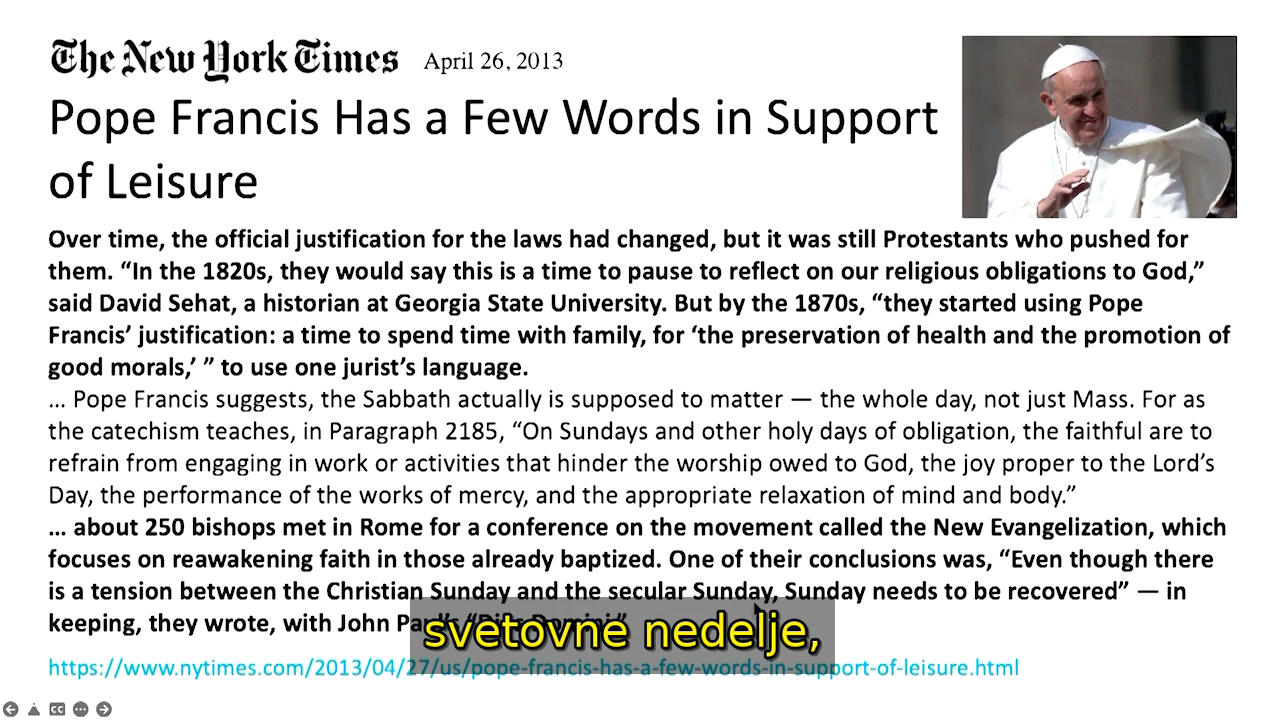 The New York Times April 26, 2013
Pope Francis Has a Few Words in Support
of Leisure
Over time, the official justification for the laws had changed, but it was still Protestants who pushed for
them. “In the 1820s, they would say this is a time to pause to reflect on our religious obligations to God,”
said David Sehat, a historian at Georgia State University. But by the 1870s, “they started using Pope
Francis’ justification: a time to spend time with family, for ‘the preservation of health and the promotion of
good morals,’ ” to use one jurist’s language.
... Pope Francis suggests, the Sabbath actually is supposed to matter — the whole day, not just Mass. For as
the catechism teaches, in Paragraph 2185, “On Sundays and other holy days of obligation, the faithful are to
refrain from engaging in work or activities that hinder the worship owed to God, the joy proper to the Lord’s
Day, the performance of the works of mercy, and the appropriate relaxation of mind and body.”
... about 250 bishops met in Rome for a conference on the movement called the New Evangelization, which
focuses on reawakening faith in those already baptized. One of their conclusions was, “Even though there
is a tension between the Christian Sunday and the secular Sunday, Sunday needs to be recovered” — in
keeping, they wrote, with John Paul’s “Dies Domini.”
svetovne nedelje,
https://www.nytimes.com/2013/04/27/us/pope-francis-has-a-few-words-in-support-of-leisure.html
CC